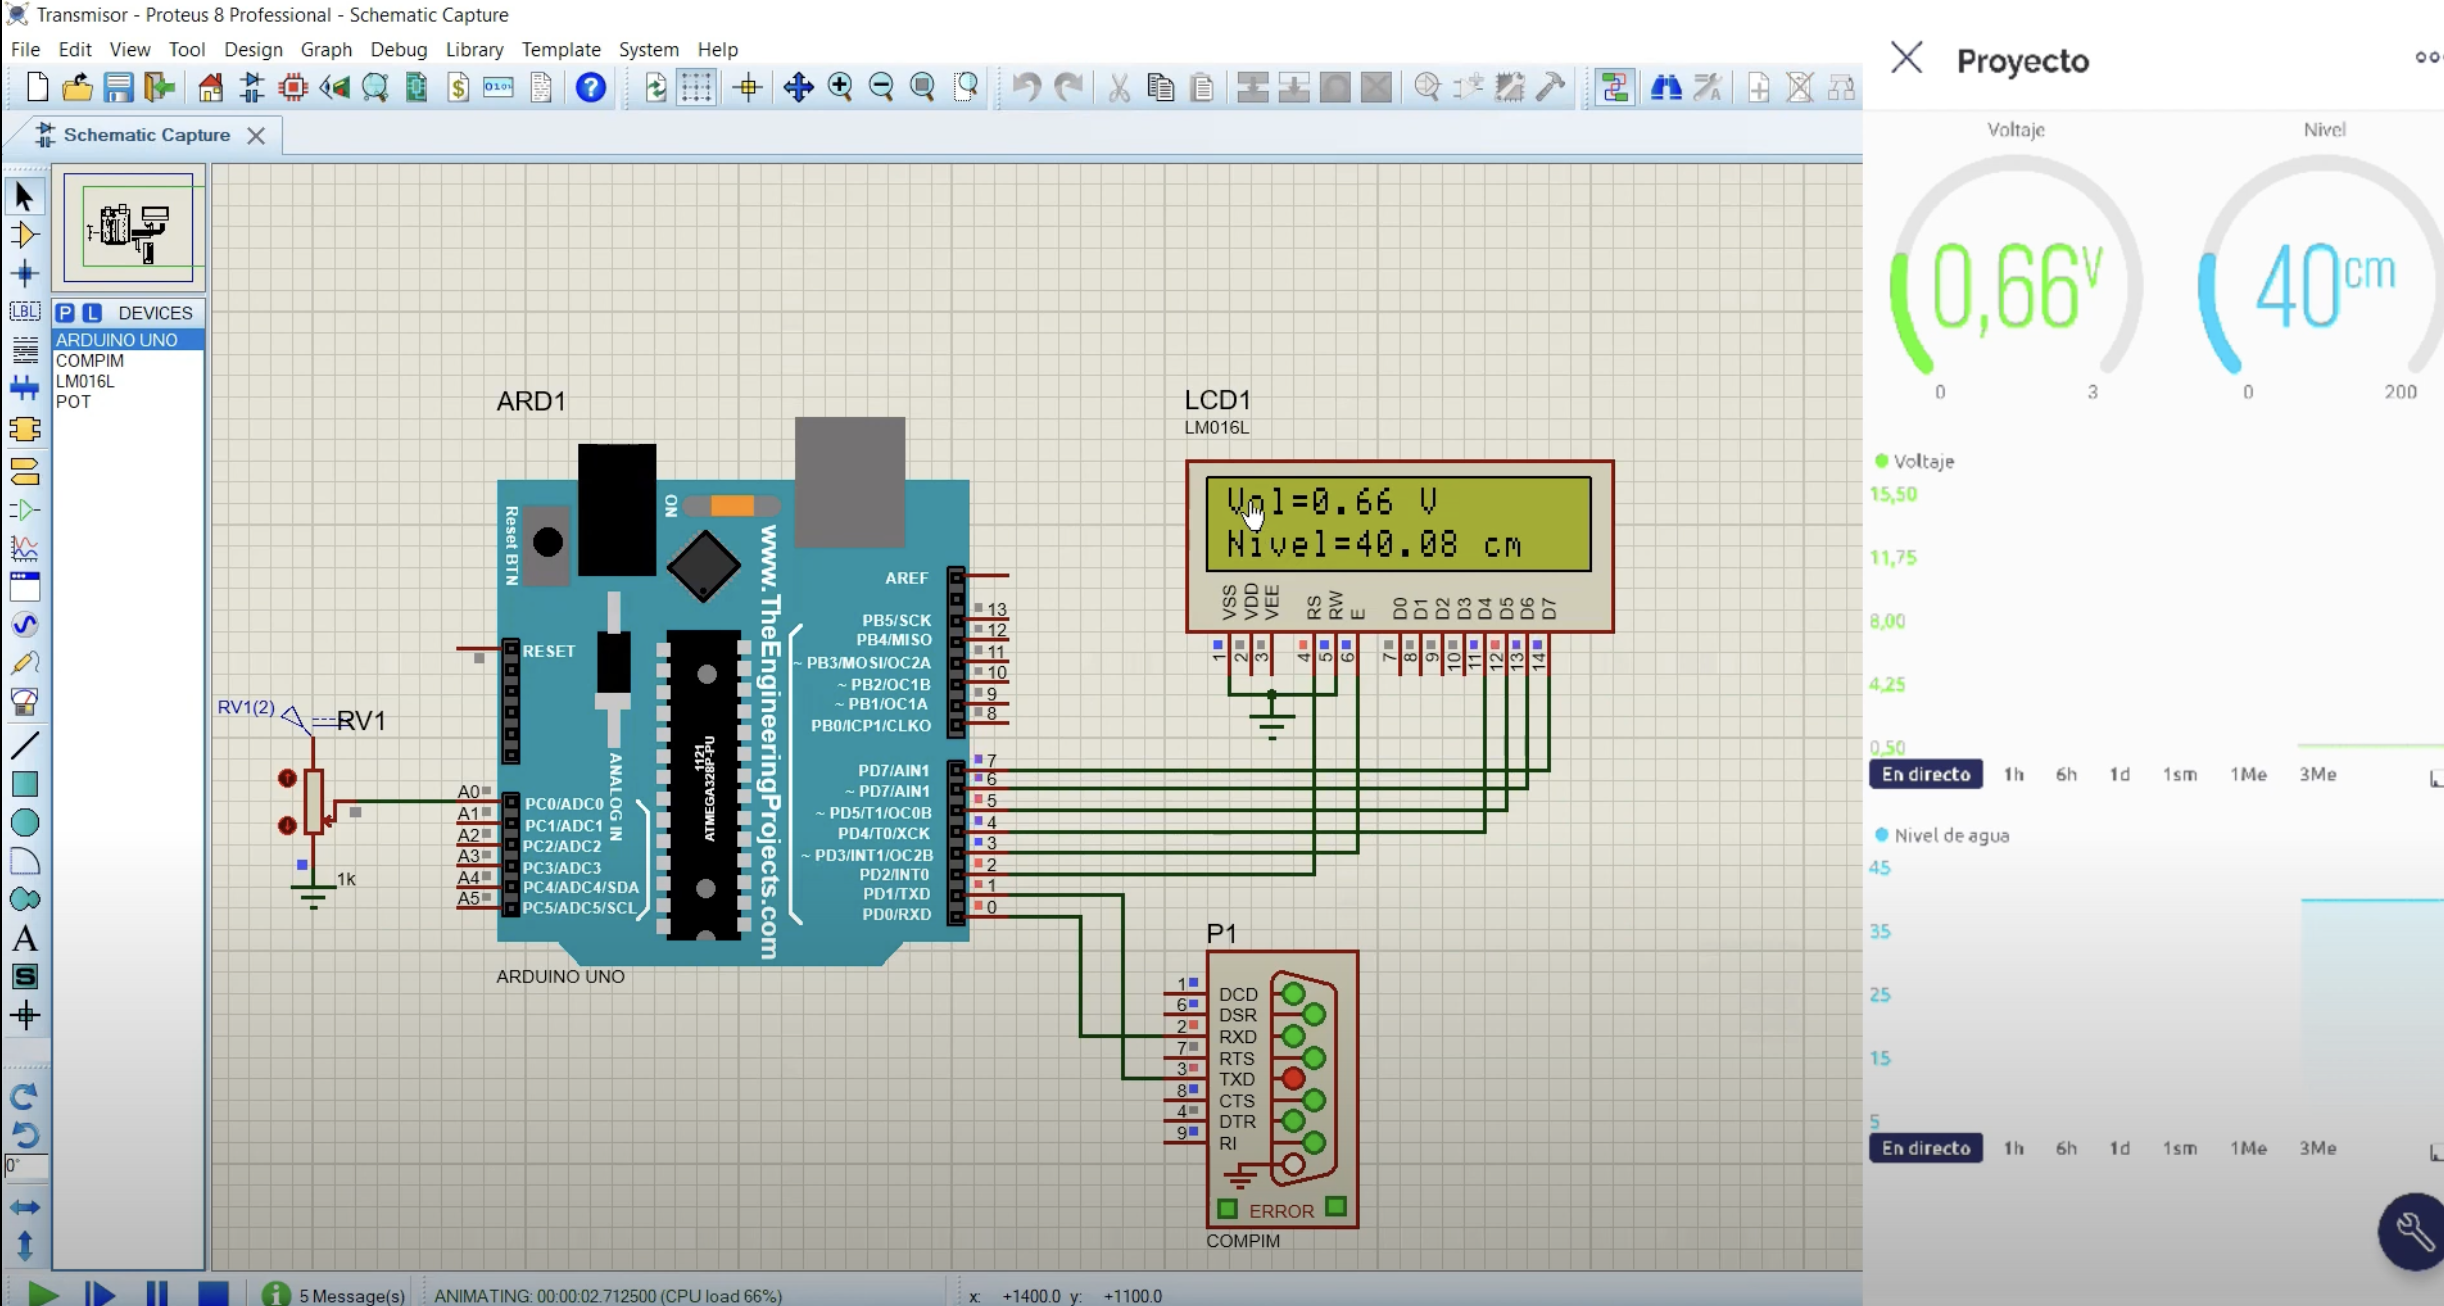 Transmisor - Proteus 8 Professional - Schematic Capture
File Edit View Tool Design Graph Debug Library Template System Help
Schematic Capture
LBL
P L DEVICES
ARDUINO UNO
COMPIM
LM016L
POT
A
S
0°
ARD1
Reset BTN
ON
www.TheEngineeringProjects.com
1121
ATMEGA328P-PU
ANALOG IN
RESET
A0 PC0/ADC0
A1 PC1/ADC1
A2 PC2/ADC2
A3 PC3/ADC3
A4 PC4/ADC4/SDA
A5 PC5/ADC5/SCL
AREF
PB5/SCK 13
PB4/MISO 12
~ PB3/MOSI/OC2A 11
~ PB2/OC1B 10
~ PB1/OC1A 9
PB0/ICP1/CLKO 8
PD7/AIN1 7
~ PD7/AIN1 6
~ PD5/T1/OC0B 5
PD4/T0/XCK 4
~ PD3/INT1/OC2B 3
PD2/INT0 2
PD1/TXD 1
PD0/RXD 0
ARDUINO UNO
RV1(2)
RV1
1k
LCD1
LM016L
Vol=0.66 V
Nivel=40.08 cm
VSS VDD VEE RS RW E D0 D1 D2 D3 D4 D5 D6 D7
1 2 3 4 5 6 7 8 9 10 11 12 13 14
P1
1 DCD
6 DSR
2 RXD
7 RTS
3 TXD
8 CTS
4 DTR
9 RI
ERROR
COMPIM
5 Message(s) ANIMATING: 00:00:02.712500 (CPU load 66%) x: +1400.0 y: +1100.0
Proyecto
Voltaje Nivel
0,66V 40cm
0 3 0 200
Voltaje
15,50
11,75
8,00
4,25
0,50
En directo 1h 6h 1d 1sm 1Me 3Me
Nivel de agua
45
35
25
15
5
En directo 1h 6h 1d 1sm 1Me 3Me